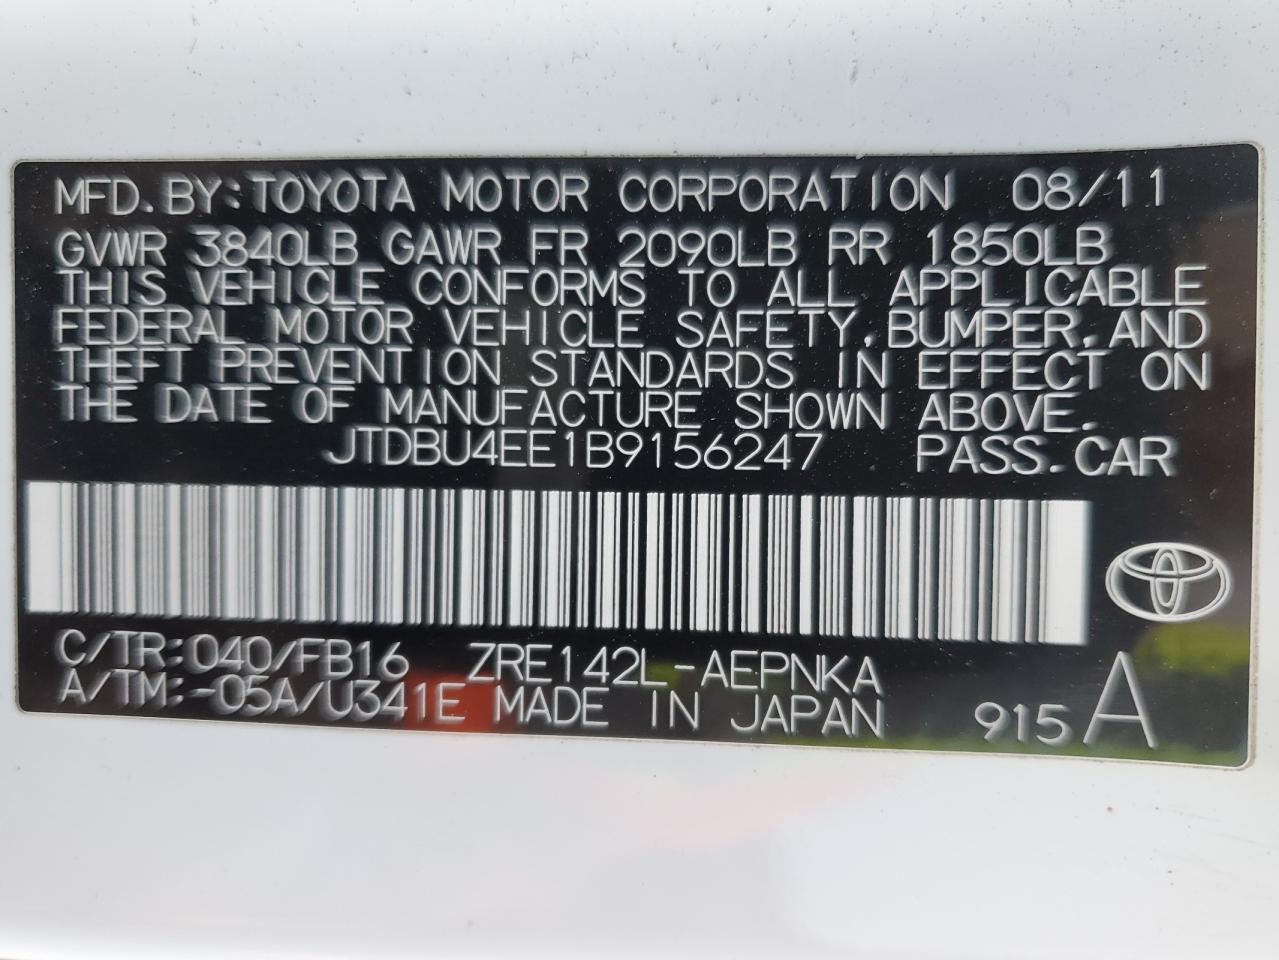 MFD. BY: TOYOTA MOTOR CORPORATION 08/11
GVWR 3840LB GAWR FR 2090LB RR 1850LB
THIS VEHICLE CONFORMS TO ALL APPLICABLE
FEDERAL MOTOR VEHICLE SAFETY, BUMPER, AND
THEFT PREVENTION STANDARDS IN EFFECT ON
THE DATE OF MANUFACTURE SHOWN ABOVE.
JTDBU4EE1B9156247 PASS. CAR
C/TR: 040/FB16 ZRE142L-AEPNKA
A/TM: -05A/U341E MADE IN JAPAN 915 A